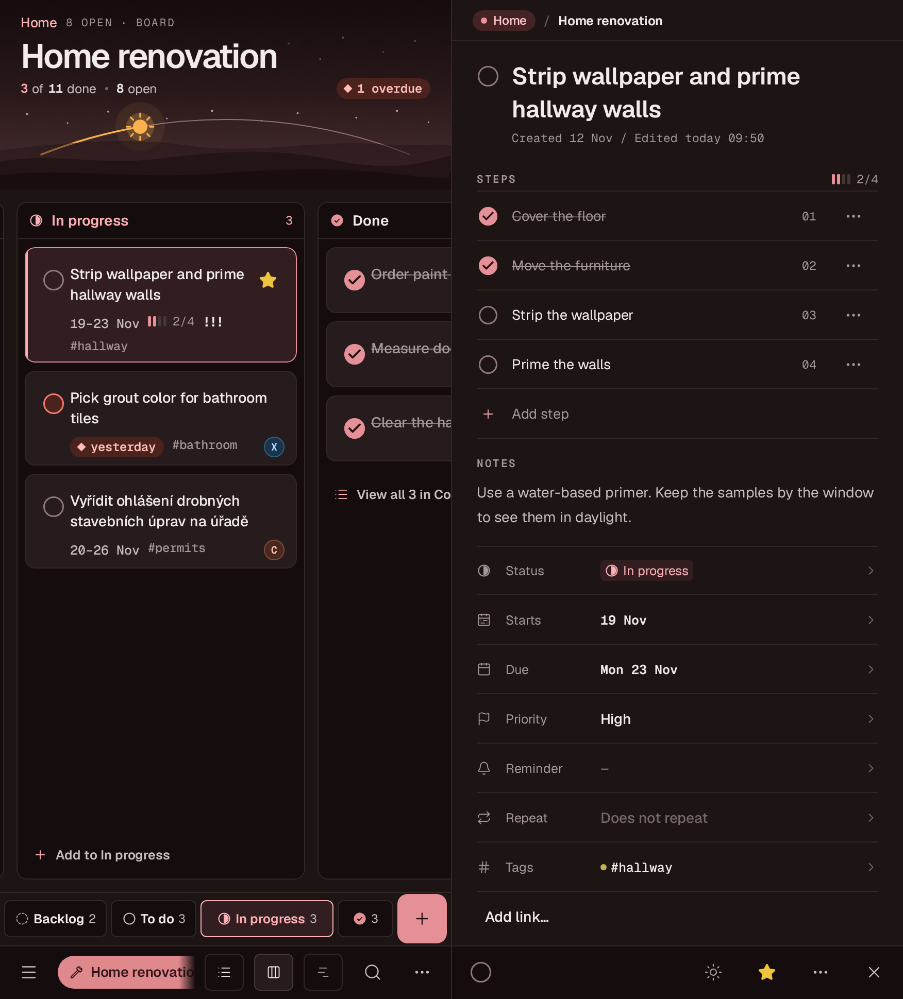 Home 8 OPEN · BOARD
Home renovation
3 of 11 done • 8 open
1 overdue
In progress 3
Strip wallpaper and prime
hallway walls
19–23 Nov 2/4 !!!
#hallway
Pick grout color for bathroom
tiles
yesterday #bathroom X
Vyřídit ohlášení drobných
stavebních úprav na úřadě
20–26 Nov #permits C
Add to In progress
Done
Order paint
Measure do
Clear the ha
View all 3 in Co
Backlog 2
To do 3
In progress 3
3
Home renovatio
Home / Home renovation
Strip wallpaper and prime
hallway walls
Created 12 Nov / Edited today 09:50
STEPS 2/4
Cover the floor 01
Move the furniture 02
Strip the wallpaper 03
Prime the walls 04
Add step
NOTES
Use a water-based primer. Keep the samples by the window
to see them in daylight.
Status In progress
Starts 19 Nov
Due Mon 23 Nov
Priority High
Reminder –
Repeat Does not repeat
Tags #hallway
Add link…